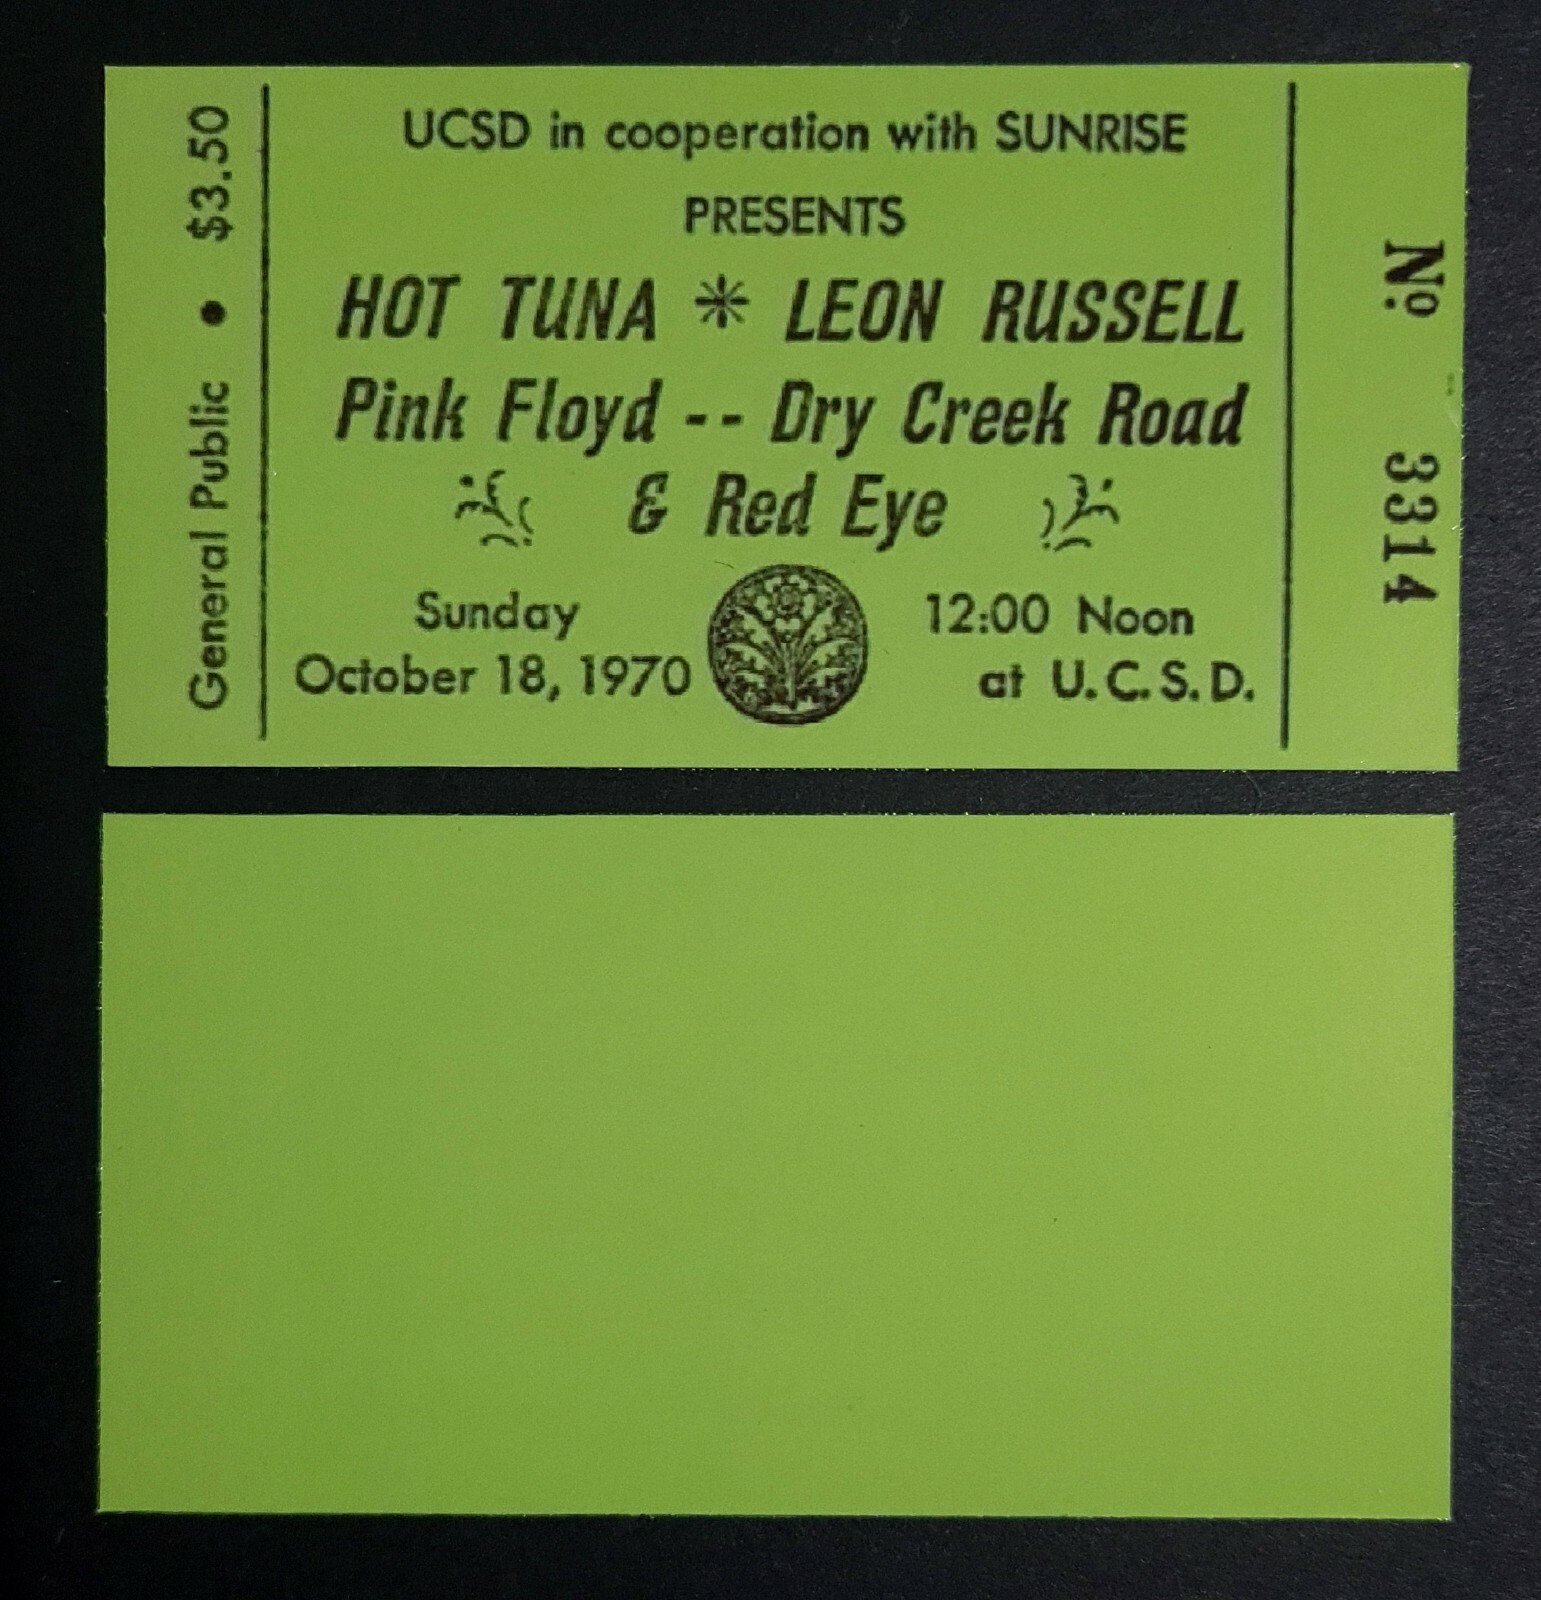 General Public • $3.50
UCSD in cooperation with SUNRISE
PRESENTS
HOT TUNA * LEON RUSSELL
Pink Floyd -- Dry Creek Road
& Red Eye
Sunday
October 18, 1970
12:00 Noon
at U.C.S.D.
No. 3314